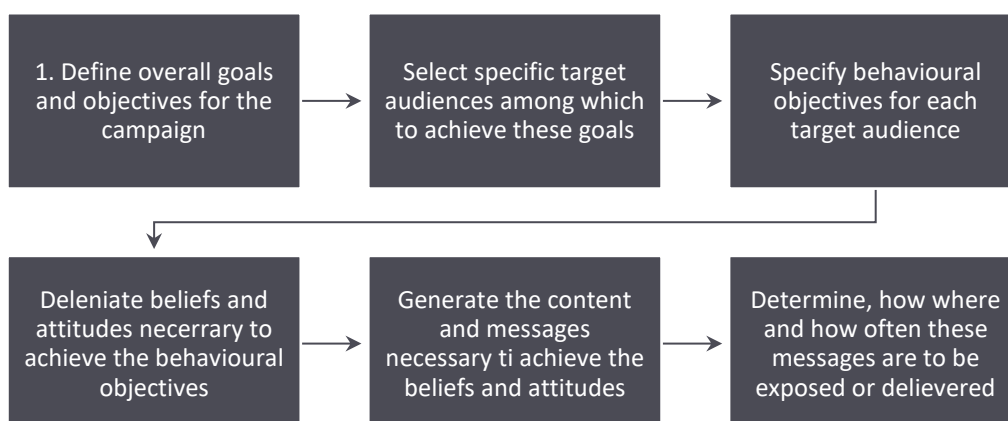 1. Define overall goals
and objectives for the
campaign
Select specific target
audiences among which
to achieve these goals
Specify behavioural
objectives for each
target audience
Deleniate beliefs and
attitudes necerrary to
achieve the behavioural
objectives
Generate the content
and messages
necessary ti achieve the
beliefs and attitudes
Determine, how where
and how often these
messages are to be
exposed or delievered